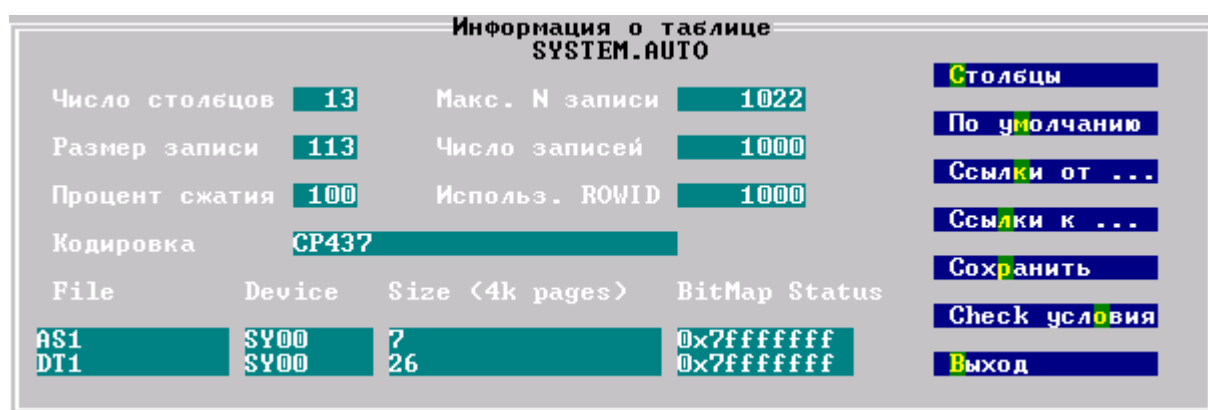 Информация о таблице
SYSTEM.AUTO
Столбцы
Число столбцов 13 Макс. N записи 1022
По умолчанию
Размер записи 113 Число записей 1000
Ссылки от ...
Процент сжатия 100 Использ. ROWID 1000
Ссылки к ...
Кодировка CP437
Сохранить
File Device Size (4k pages) BitMap Status
Check условия
AS1 SY00 7 0x7fffffff
DT1 SY00 26 0x7fffffff
Выход